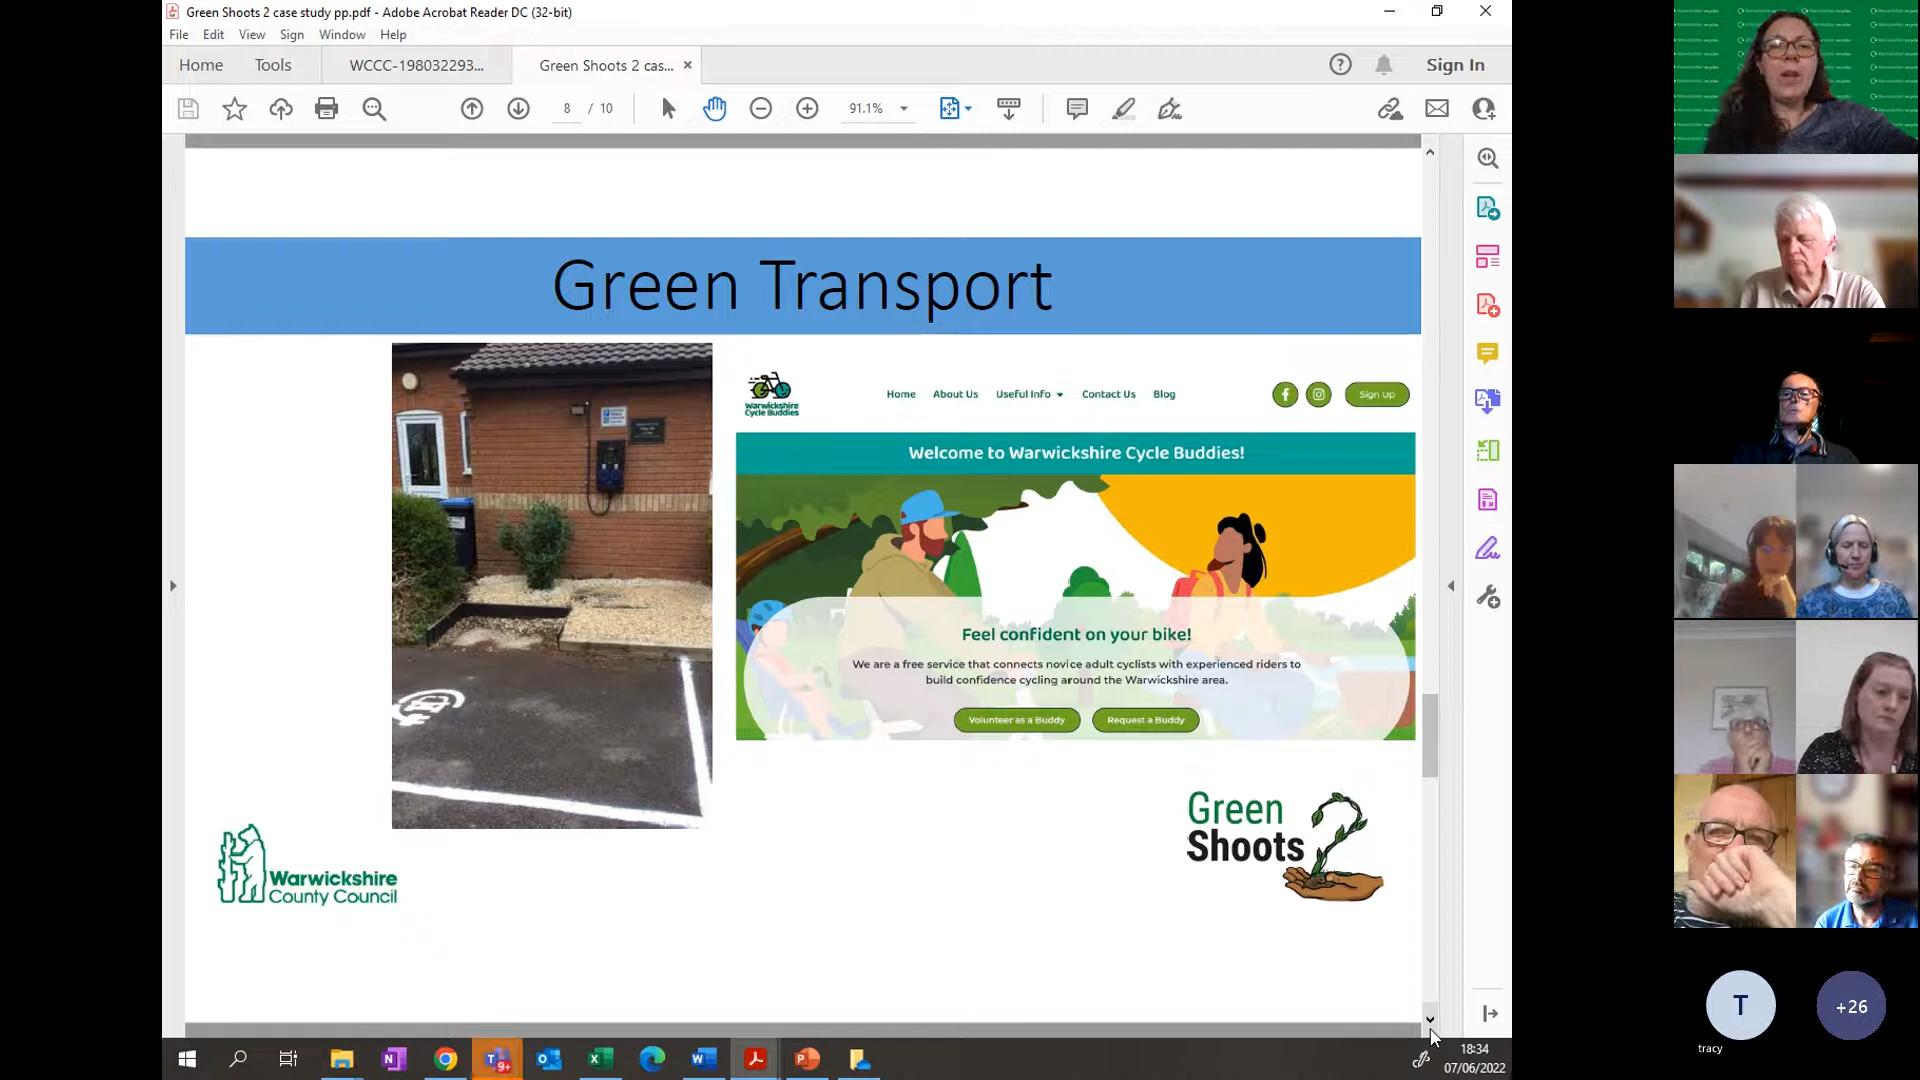 Green Shoots 2 case study pp.pdf - Adobe Acrobat Reader DC (32-bit)
File Edit View Sign Window Help
Home Tools WCCC-198032293... Green Shoots 2 cas... × Sign In
8 / 10 91.1%
Green Transport
Warwickshire
Cycle Buddies
Home About Us Useful Info Contact Us Blog Sign Up
Welcome to Warwickshire Cycle Buddies!
Feel confident on your bike!
We are a free service that connects novice adult cyclists with experienced riders to
build confidence cycling around the Warwickshire area.
Volunteer as a Buddy Request a Buddy
Warwickshire
County Council
Green
Shoots 2
T +26
tracy
9+
18:34
07/06/2022